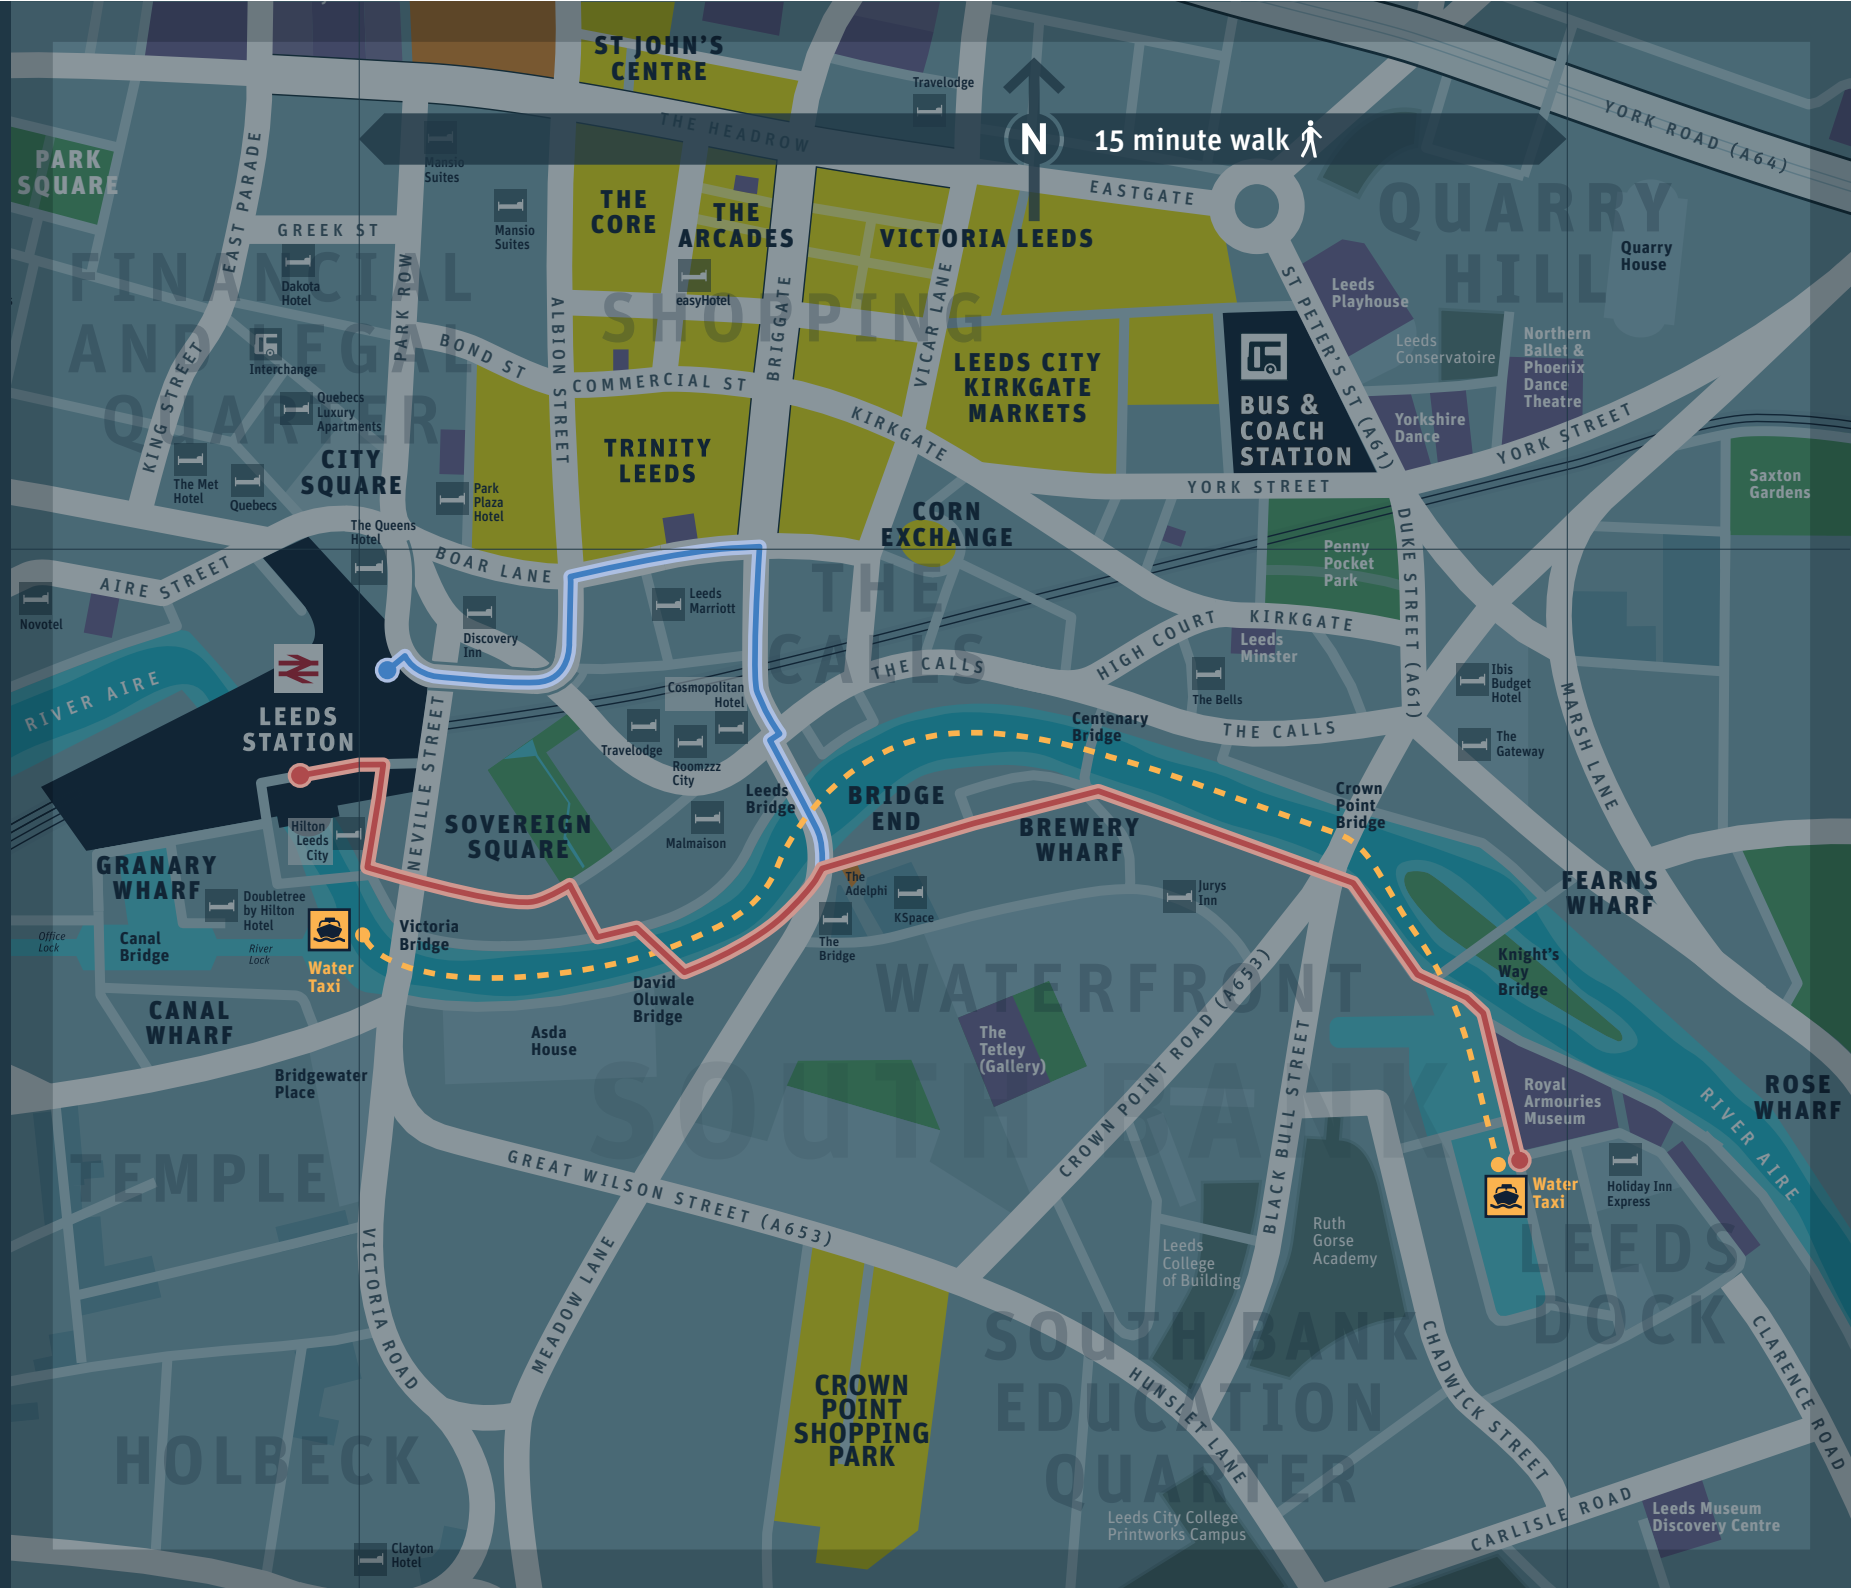 ST JOHN'S
CENTRE
Travelodge
THE HEADROW
N
15 minute walk
YORK ROAD (A64)
PARK
SQUARE
EAST PARADE
Mansio
Suites
Mansio
Suites
THE
CORE
THE
ARCADES
VICTORIA LEEDS
EASTGATE
QUARRY
HILL
Quarry
House
GREEK ST
FINANCIAL
AND LEGAL
QUARTER
Dakota
Hotel
PARK ROW
easyHotel
SHOPPING
ALBION STREET
BRIGATE
VICAR LANE
ST PETER'S ST (A61)
Leeds
Playhouse
Leeds
Conservatoire
Northern
Ballet &
Phoenix
Dance
Theatre
Interchange
BOND ST
COMMERCIAL ST
KIRKGATE
LEEDS CITY
KIRKGATE
MARKETS
BUS &
COACH
STATION
Yorkshire
Dance
YORK STREET
KING STREET
Quebecs
Luxury
Apartments
The Met
Hotel
Quebecs
CITY
SQUARE
TRINITY
LEEDS
Park
Plaza
Hotel
YORK STREET
Saxton
Gardens
The Queens
Hotel
BOAR LANE
CORN
EXCHANGE
Penny
Pocket
Park
DUKE STREET (A61)
AIRE STREET
Novotel
THE
CALLS
Leeds
Marriott
Discovery
Inn
HIGH COURT
KIRKGATE
Leeds
Minster
THE CALLS
RIVER AIRE
LEEDS
STATION
Cosmopolitan
Hotel
The Bells
Ibis
Budget
Hotel
MARSH LANE
Travelodge
Roomzzz
City
Centenary
Bridge
THE CALLS
The
Gateway
NEVILLE STREET
Leeds
Bridge
BRIDGE
END
Crown
Point
Bridge
Hilton
Leeds
City
SOVEREIGN
SQUARE
Malmaison
BREWERY
WHARF
GRANARY
WHARF
The
Adelphi
KSpace
Jurys
Inn
FEARNS
WHARF
Doubletree
by Hilton
Hotel
Office
Lock
Canal
Bridge
River
Lock
Victoria
Bridge
The
Bridge
Water
Taxi
David
Oluwale
Bridge
WATERFRONT
CROWN POINT ROAD (A653)
Knight's
Way
Bridge
CANAL
WHARF
Asda
House
The
Tetley
(Gallery)
BLACK BULL STREET
Bridgewater
Place
SOUTH BANK
Royal
Armouries
Museum
ROSE
WHARF
RIVER AIRE
TEMPLE
GREAT WILSON STREET (A653)
Water
Taxi
Holiday Inn
Express
VICTORIA ROAD
MEADOW LANE
Leeds
College
of Building
Ruth
Gorse
Academy
LEEDS
DOCK
SOUTH BANK
EDUCATION
QUARTER
CHADWICK STREET
CLARENCE ROAD
CROWN
POINT
SHOPPING
PARK
HUNSLET LANE
HOLBECK
Leeds City College
Printworks Campus
CARLISLE ROAD
Leeds Museum
Discovery Centre
Clayton
Hotel